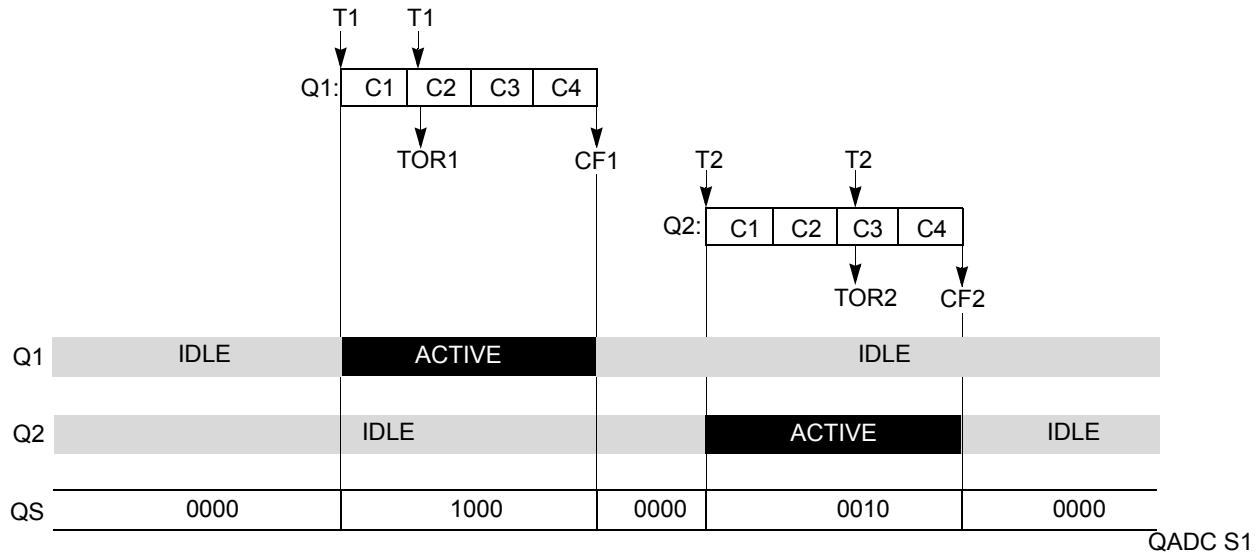 T1 T1
Q1: C1 C2 C3 C4
TOR1 CF1
T2 T2
Q2: C1 C2 C3 C4
TOR2 CF2
Q1 IDLE ACTIVE IDLE
Q2 IDLE ACTIVE IDLE
QS 0000 1000 0000 0010 0000
QADC S1